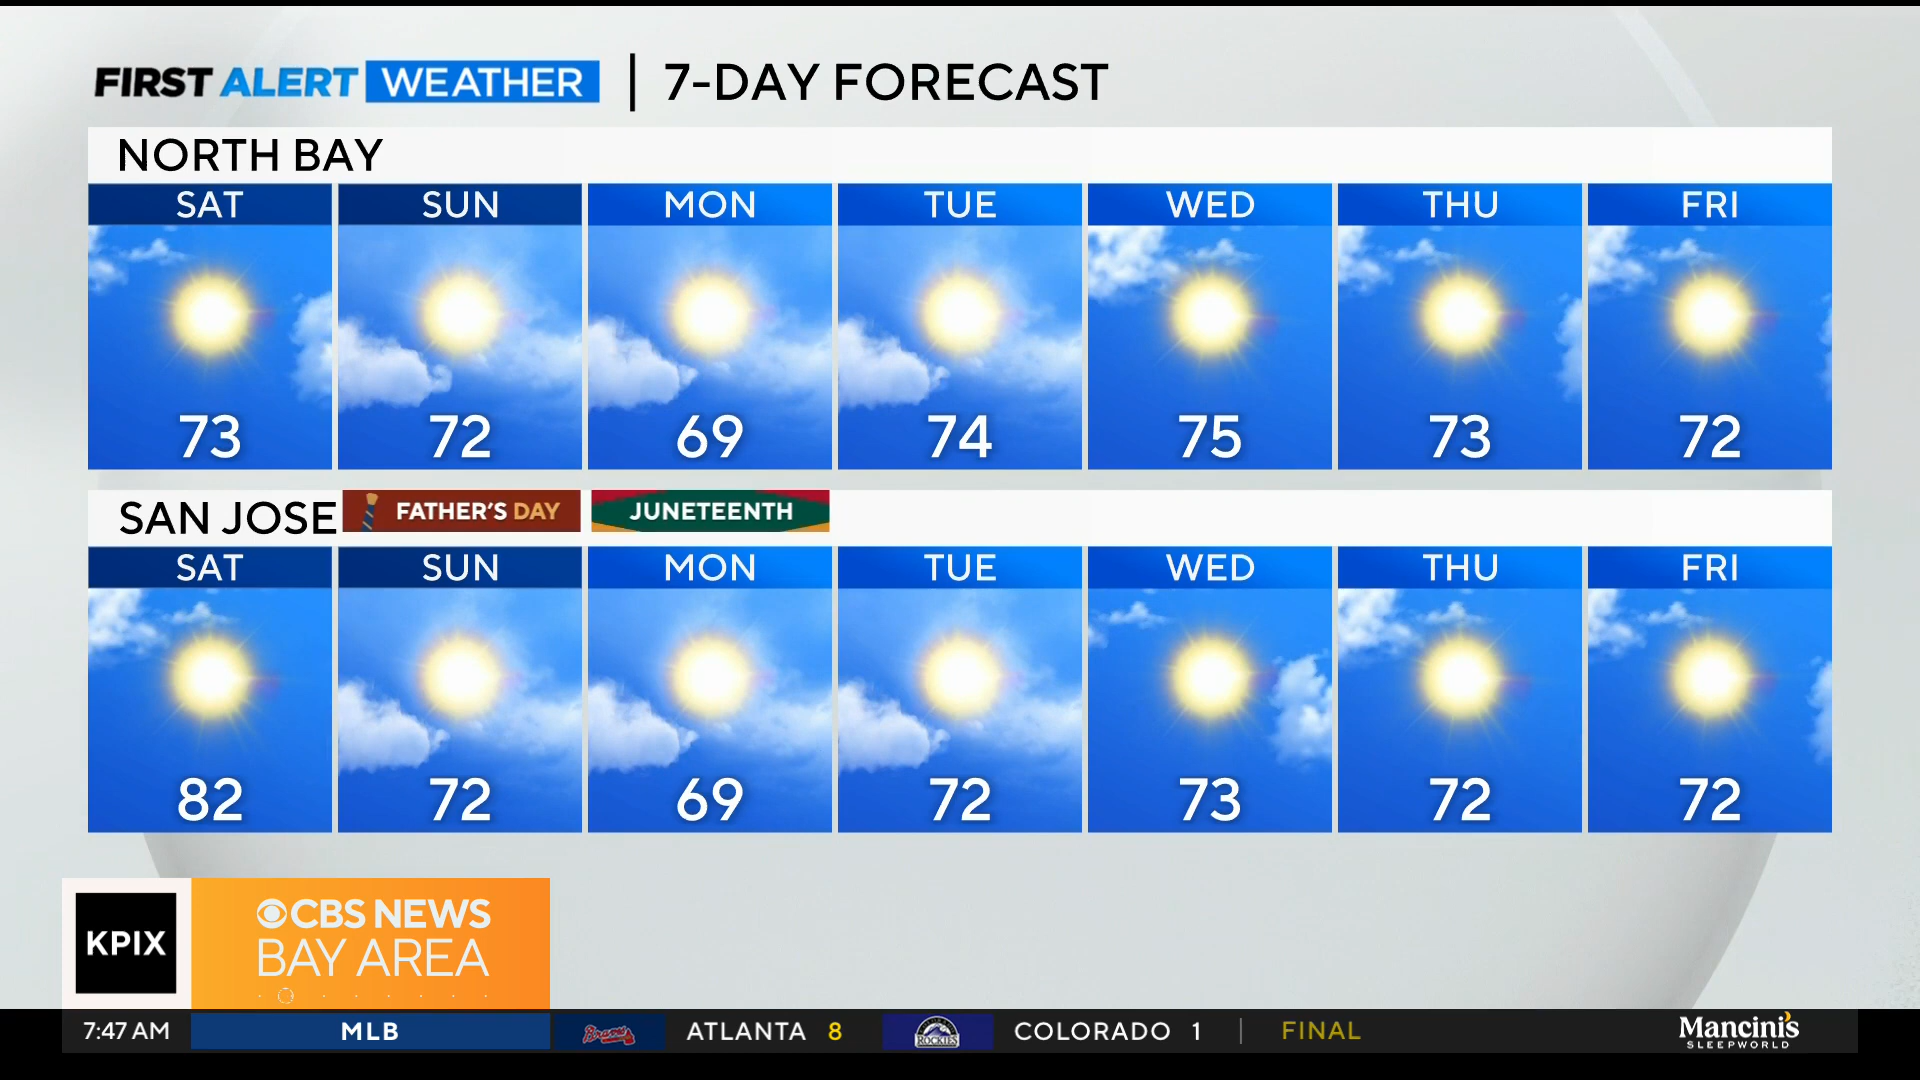 FIRST ALERT WEATHER | 7-DAY FORECAST
NORTH BAY
SAT SUN MON TUE WED THU FRI
73 72 69 74 75 73 72
SAN JOSE FATHER'S DAY JUNETEENTH
SAT SUN MON TUE WED THU FRI
82 72 69 72 73 72 72
KPIX
CBS NEWS
BAY AREA
7:47 AM MLB Braves ATLANTA 8 ROCKIES COLORADO 1 | FINAL
Mancini's
SLEEPWORLD